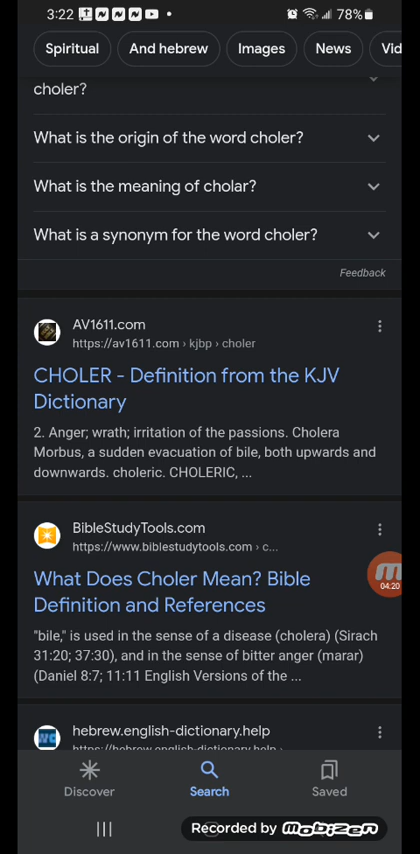 3:22 78%
Spiritual And hebrew Images News Vid
choler?
What is the origin of the word choler?
What is the meaning of cholar?
What is a synonym for the word choler?
Feedback
AV1611.com
https://av1611.com › kjbp › choler
CHOLER - Definition from the KJV
Dictionary
2. Anger; wrath; irritation of the passions. Cholera
Morbus, a sudden evacuation of bile, both upwards and
downwards. choleric. CHOLERIC, ...
BibleStudyTools.com
https://www.biblestudytools.com › c...
What Does Choler Mean? Bible
Definition and References
04:20
"bile," is used in the sense of a disease (cholera) (Sirach
31:20; 37:30), and in the sense of bitter anger (marar)
(Daniel 8:7; 11:11 English Versions of the ...
hebrew.english-dictionary.help
https://hebrew.english-dictionary.help ›
Discover Search Saved
Recorded by mobizen